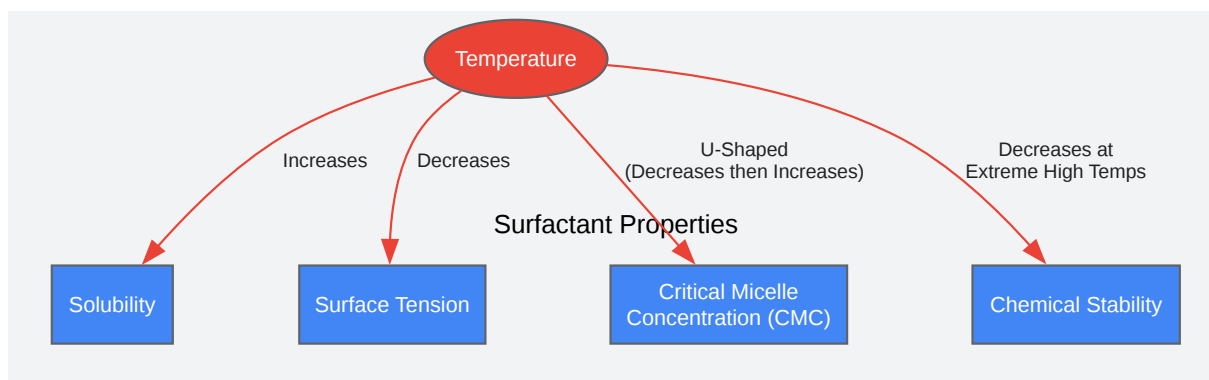 Temperature
Increases
Decreases
U-Shaped
(Decreases then Increases)
Decreases at
Extreme High Temps
Surfactant Properties
Solubility
Surface Tension
Critical Micelle
Concentration (CMC)
Chemical Stability